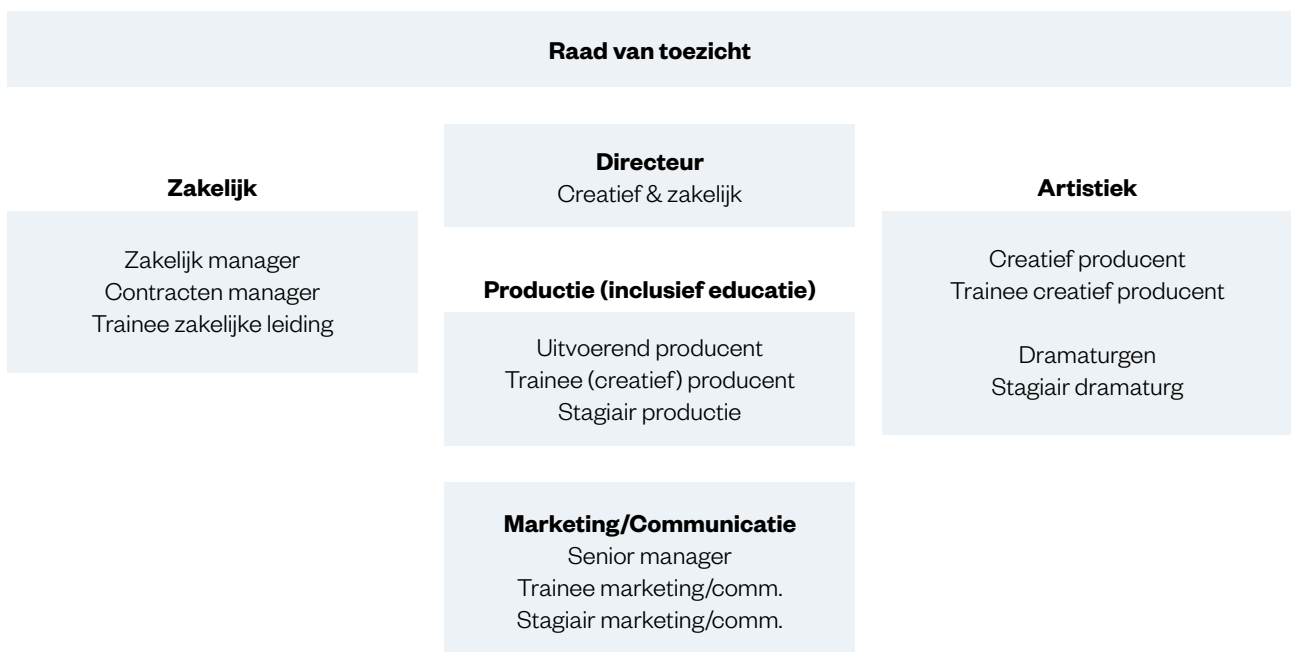 Raad van toezicht
Zakelijk
Zakelijk manager
Contracten manager
Trainee zakelijke leiding
Directeur
Creatief & zakelijk
Productie (inclusief educatie)
Uitvoerend producent
Trainee (creatief) producent
Stagiair productie
Marketing/Communicatie
Senior manager
Trainee marketing/comm.
Stagiair marketing/comm.
Artistiek
Creatief producent
Trainee creatief producent
Dramaturgen
Stagiair dramaturg